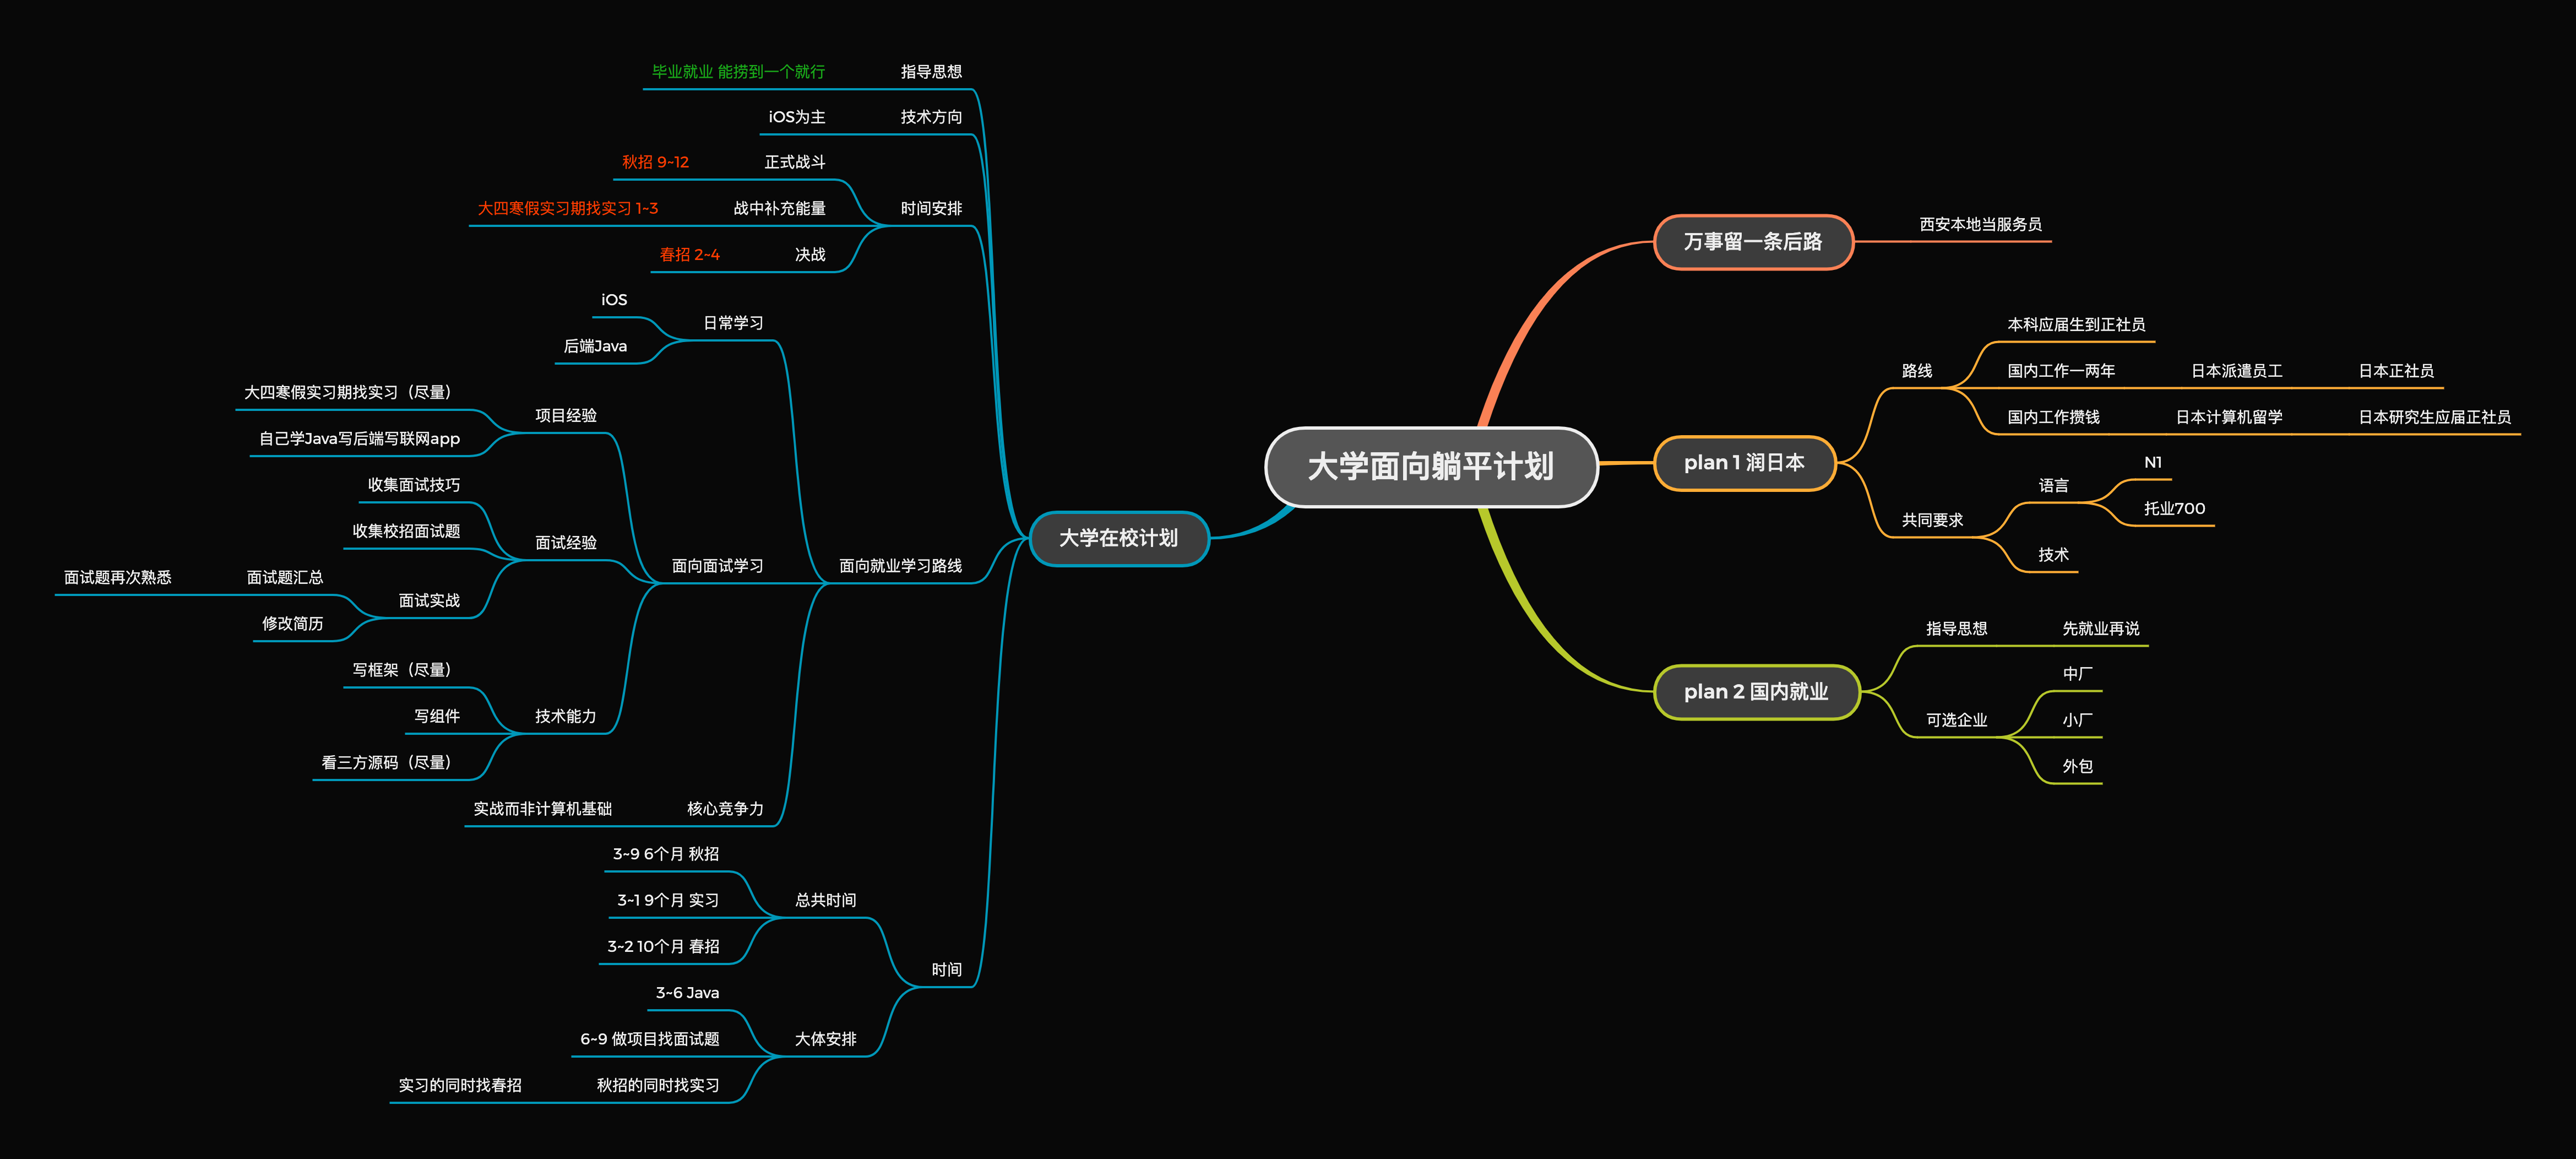 大学面向躺平计划
万事留一条后路
西安本地当服务员
plan 1 润日本
路线
本科应届生到正社员
国内工作一两年
日本派遣员工
日本正社员
国内工作攒钱
日本计算机留学
日本研究生应届正社员
共同要求
语言
N1
托业700
技术
plan 2 国内就业
指导思想
先就业再说
可选企业
中厂
小厂
外包
大学在校计划
指导思想
毕业就业 能捞到一个就行
技术方向
iOS为主
时间安排
正式战斗
秋招 9~12
战中补充能量
大四寒假实习期找实习 1~3
决战
春招 2~4
面向就业学习路线
日常学习
iOS
后端Java
面向面试学习
项目经验
大四寒假实习期找实习（尽量）
自己学Java写后端写联网app
面试经验
收集面试技巧
收集校招面试题
面试实战
面试题汇总
面试题再次熟悉
修改简历
技术能力
写框架（尽量）
写组件
看三方源码（尽量）
核心竞争力
实战而非计算机基础
时间
总共时间
3~9 6个月 秋招
3~1 9个月 实习
3~2 10个月 春招
大体安排
3~6 Java
6~9 做项目找面试题
秋招的同时找实习
实习的同时找春招